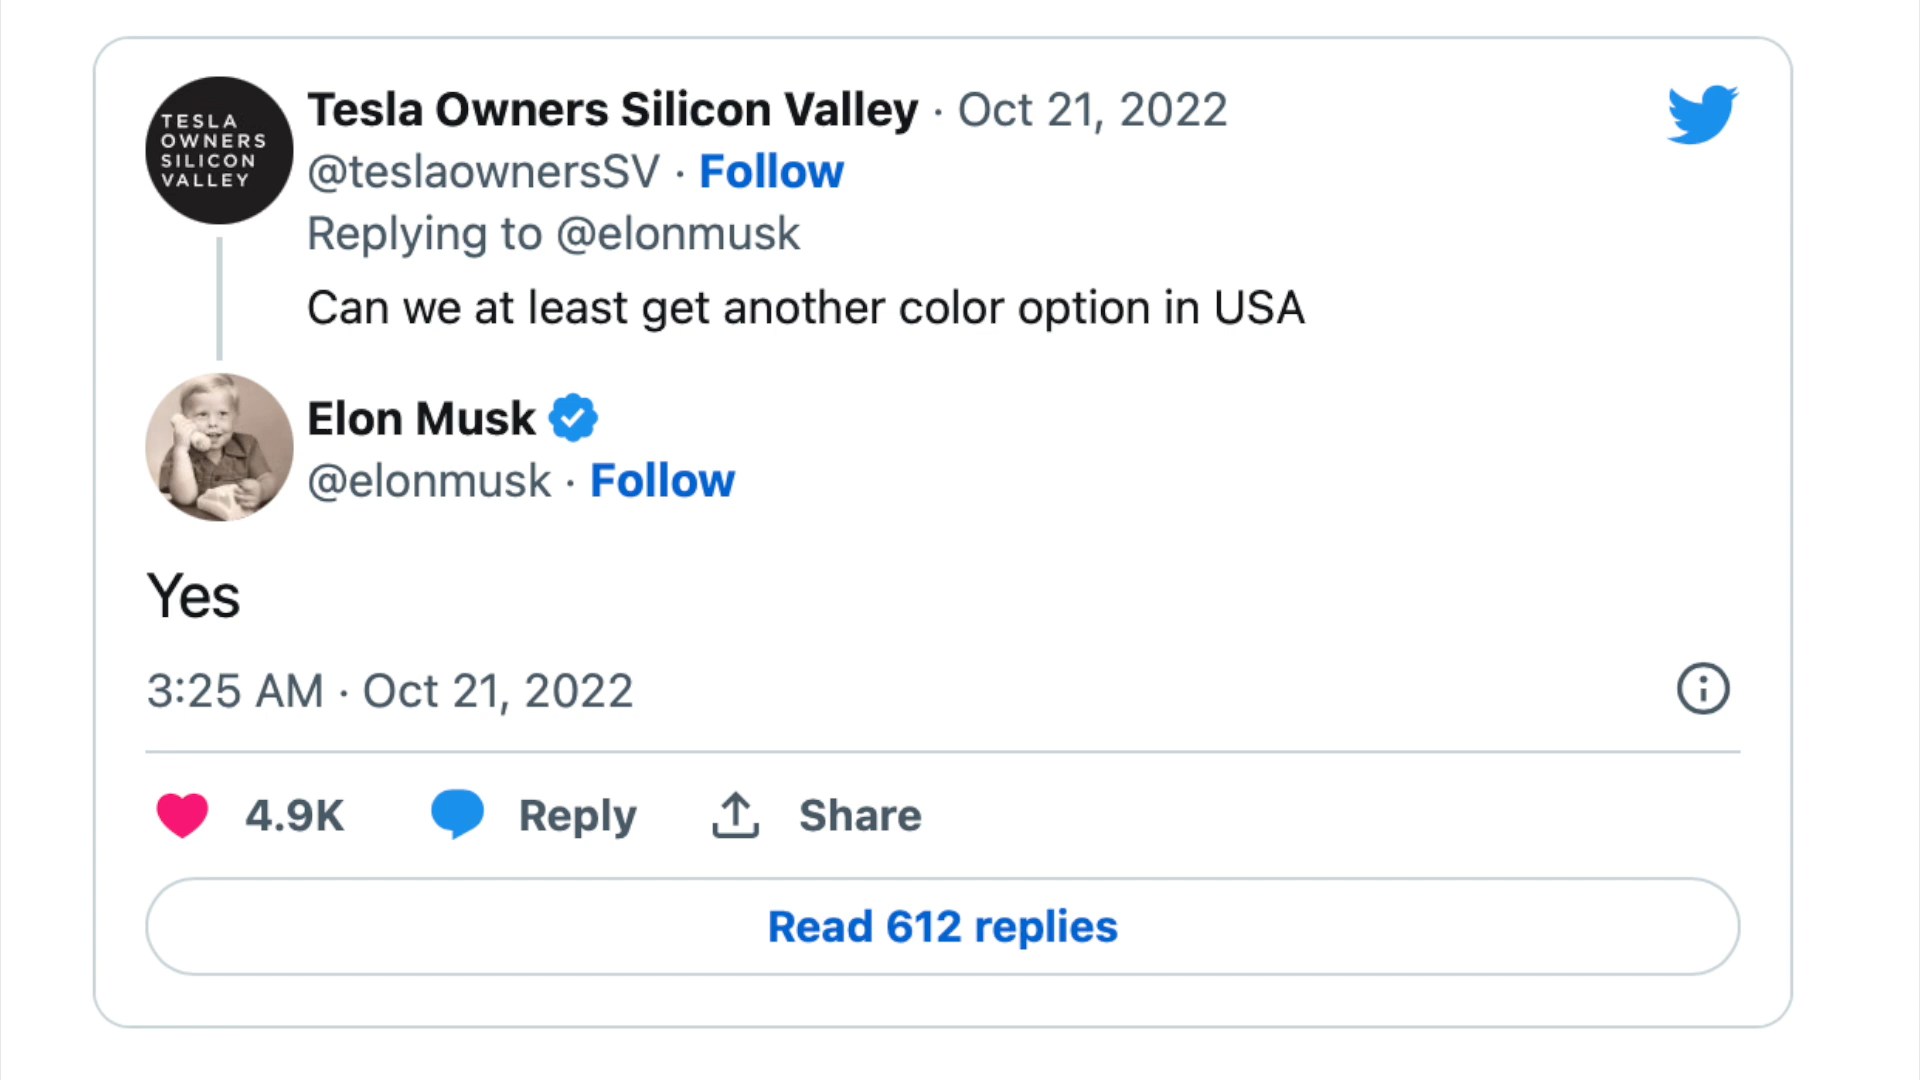 TESLA
OWNERS
SILICON
VALLEY
Tesla Owners Silicon Valley · Oct 21, 2022
@teslaownersSV · Follow
Replying to @elonmusk
Can we at least get another color option in USA
Elon Musk
@elonmusk · Follow
Yes
3:25 AM · Oct 21, 2022
4.9K Reply Share
Read 612 replies